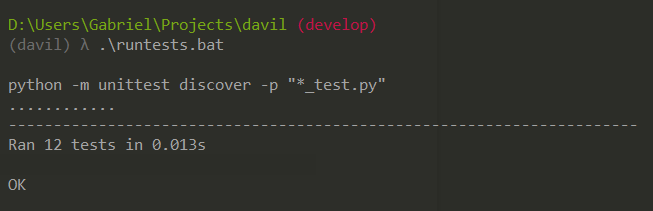 D:\Users\Gabriel\Projects\davil (develop)
(davil) λ .\runtests.bat
python -m unittest discover -p "*_test.py"
............
----------------------------------------------------------------------
Ran 12 tests in 0.013s
OK